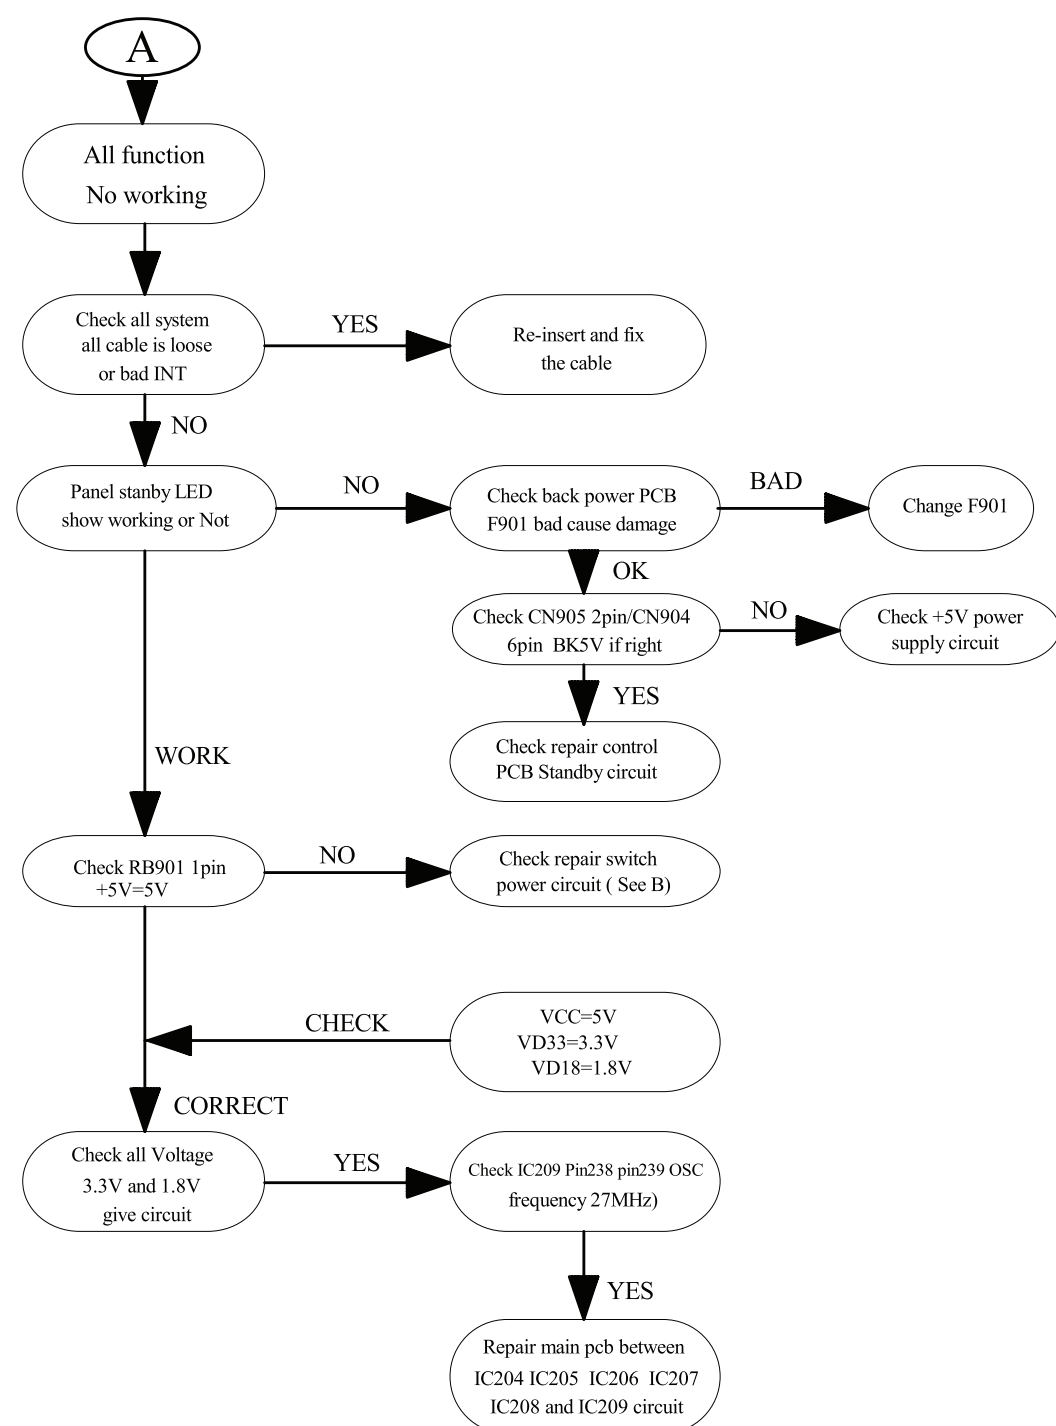 A
All function
No working
Check all system
all cable is loose
or bad INT
YES
Re-insert and fix
the cable
NO
Panel stanby LED
show working or Not
NO
Check back power PCB
F901 bad cause damage
BAD
Change F901
OK
Check CN905 2pin/CN904
6pin BK5V if right
NO
Check +5V power
supply circuit
YES
Check repair control
PCB Standby circuit
WORK
Check RB901 1pin
+5V=5V
NO
Check repair switch
power circuit ( See B)
CHECK
VCC=5V
VD33=3.3V
VD18=1.8V
CORRECT
Check all Voltage
3.3V and 1.8V
give circuit
YES
Check IC209 Pin238 pin239 OSC
frequency 27MHz)
YES
Repair main pcb between
IC204 IC205 IC206 IC207
IC208 and IC209 circuit